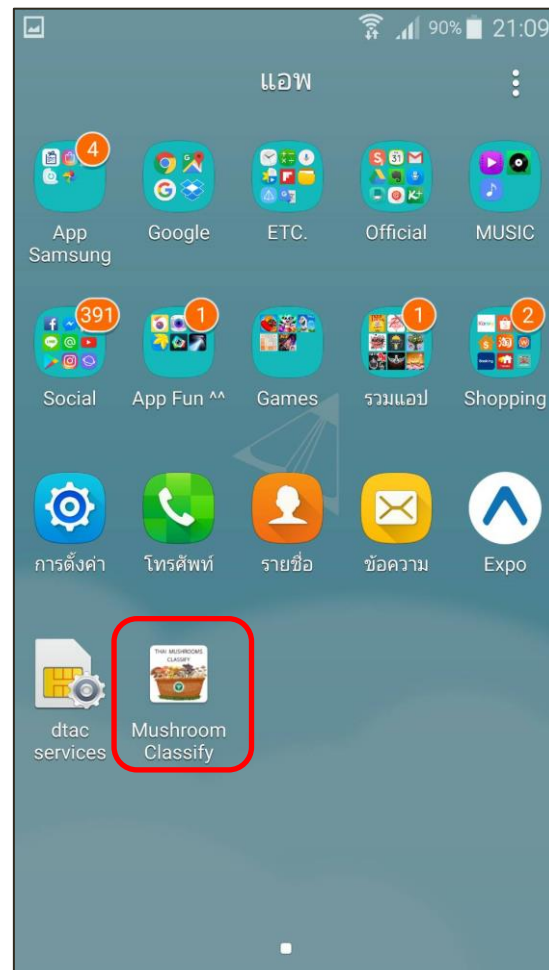 90% 21:09
แอพ
4
App
Samsung
Google
ETC.
Official
MUSIC
391
Social
1
App Fun ^^
Games
1
รวมแอป
2
Shopping
การตั้งค่า
โทรศัพท์
รายชื่อ
ข้อความ
Expo
dtac
services
THAI MUSHROOMS
CLASSIFY
Mushroom
Classify